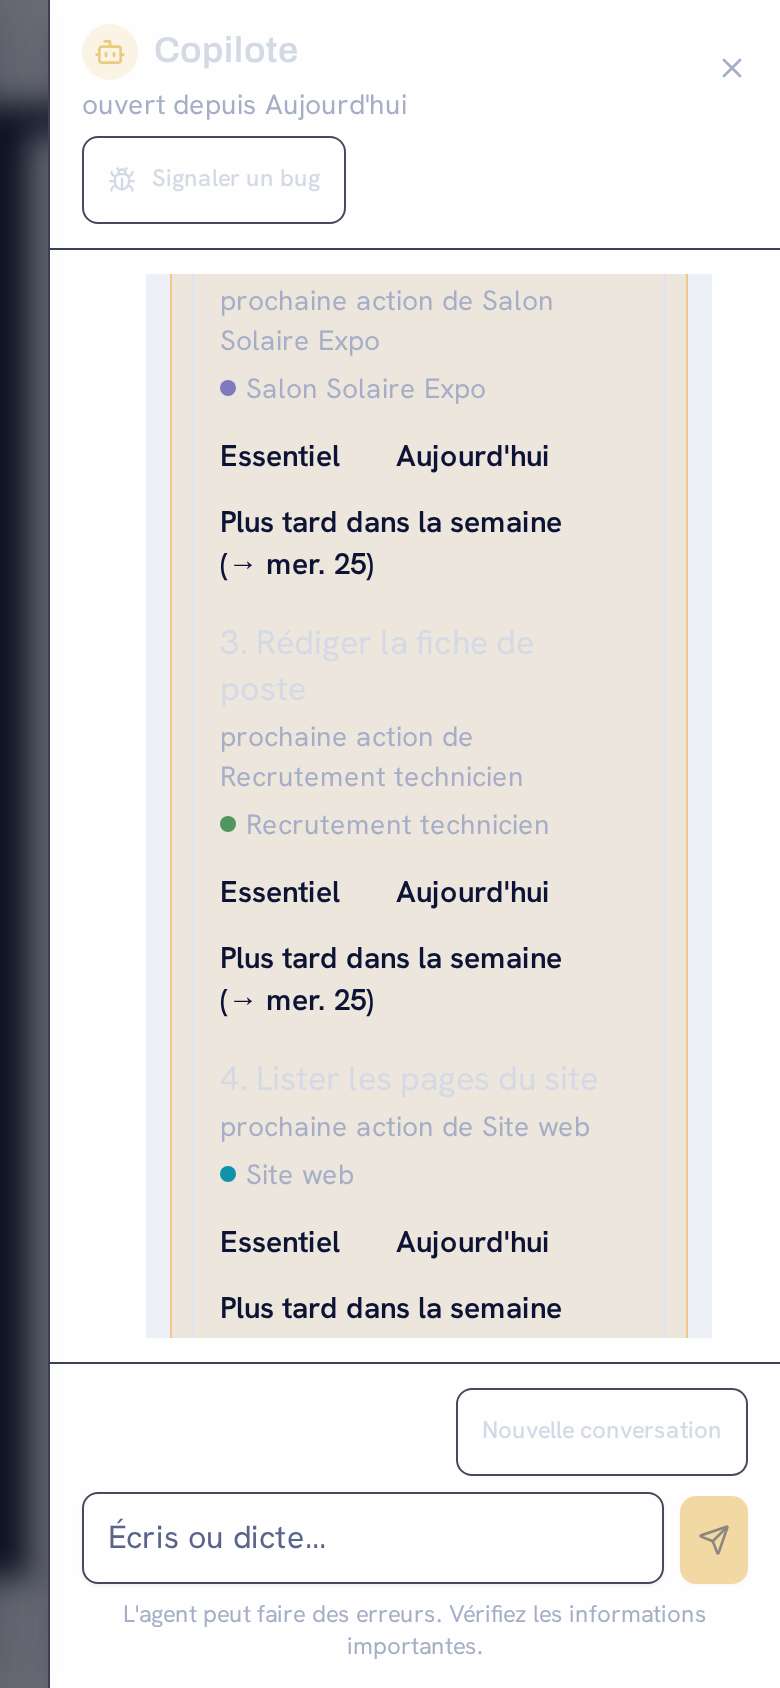 Copilote
ouvert depuis Aujourd'hui
Signaler un bug
prochaine action de Salon
Solaire Expo
Salon Solaire Expo
Essentiel Aujourd'hui
Plus tard dans la semaine
(→ mer. 25)
3. Rédiger la fiche de
poste
prochaine action de
Recrutement technicien
Recrutement technicien
Essentiel Aujourd'hui
Plus tard dans la semaine
(→ mer. 25)
4. Lister les pages du site
prochaine action de Site web
Site web
Essentiel Aujourd'hui
Plus tard dans la semaine
Nouvelle conversation
Écris ou dicte...
L'agent peut faire des erreurs. Vérifiez les informations
importantes.